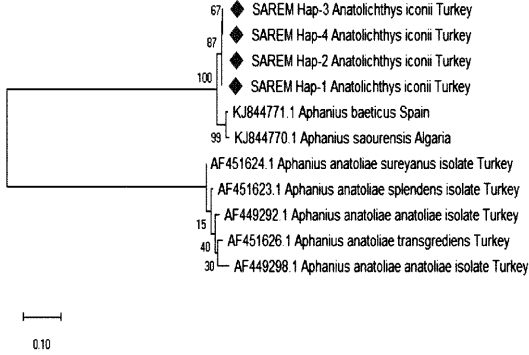 67
SAREM Hap-3 Anatolichthys iconii Turkey
87
SAREM Hap-4 Anatolichthys iconii Turkey
SAREM Hap-2 Anatolichthys iconii Turkey
100
SAREM Hap-1 Anatolichthys iconii Turkey
KJ844771.1 Aphanius baeticus Spain
99
KJ844770.1 Aphanius saourensis Algaria
AF451624.1 Aphanius anatoliae sureyanus isolate Turkey
AF451623.1 Aphanius anatoliae splendens isolate Turkey
AF449292.1 Aphanius anatoliae anatoliae isolate Turkey
15
AF451626.1 Aphanius anatoliae transgrediens Turkey
40
30
AF449298.1 Aphanius anatoliae anatoliae isolate Turkey
0.10